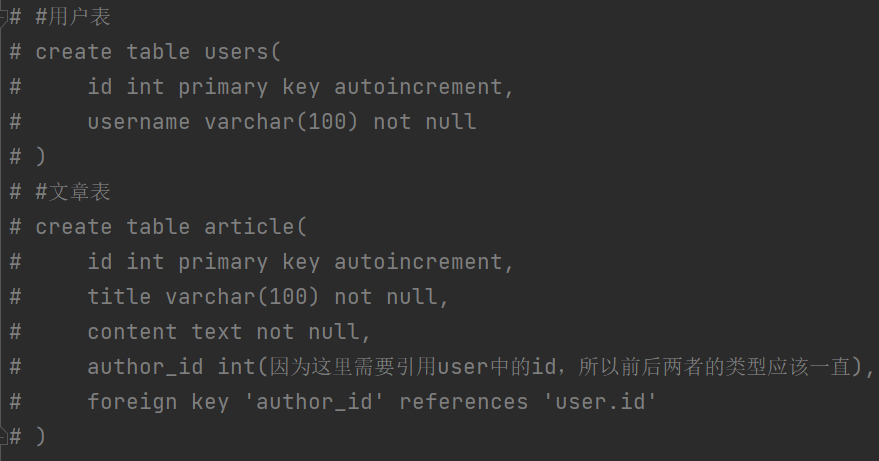 # #用户表
# create table users(
#     id int primary key autoincrement,
#     username varchar(100) not null
# )
# #文章表
# create table article(
#     id int primary key autoincrement,
#     title varchar(100) not null,
#     content text not null,
#     author_id int(因为这里需要引用user中的id，所以前后两者的类型应该一直),
#     foreign key 'author_id' references 'user.id'
# )